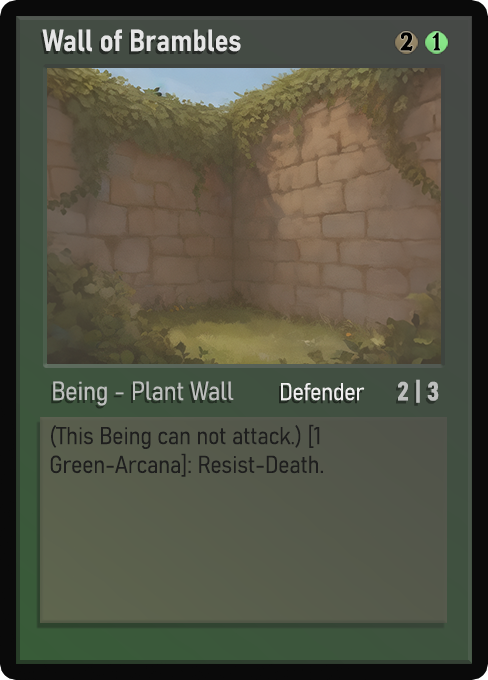 Wall of Brambles 2 1
Being - Plant Wall Defender 2|3
(This Being can not attack.) [1
Green-Arcana]: Resist-Death.